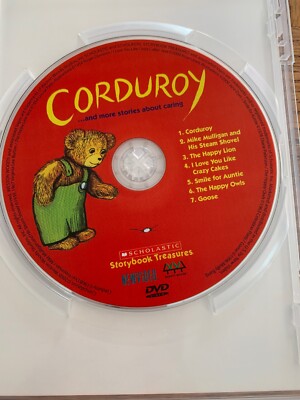 CORDUROY
...and more stories about caring
1. Corduroy
2. Mike Mulligan and
His Steam Shovel
3. The Happy Lion
4. I Love You Like
Crazy Cakes
5. Smile for Auntie
6. The Happy Owls
7. Goose
SCHOLASTIC
Storybook Treasures
DVD